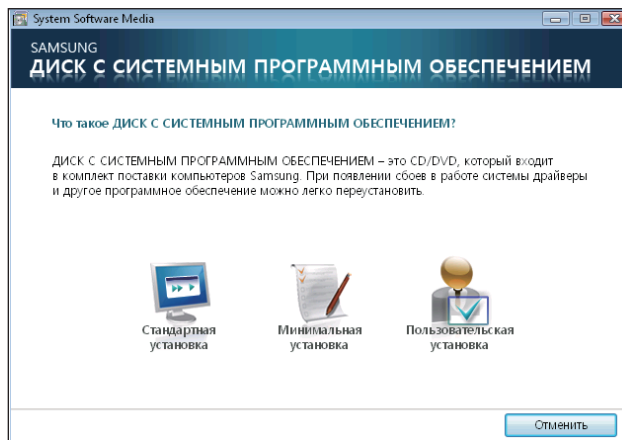 System Software Media
SAMSUNG
ДИСК С СИСТЕМНЫМ ПРОГРАММНЫМ ОБЕСПЕЧЕНИЕМ
Что такое ДИСК С СИСТЕМНЫМ ПРОГРАММНЫМ ОБЕСПЕЧЕНИЕМ?
ДИСК С СИСТЕМНЫМ ПРОГРАММНЫМ ОБЕСПЕЧЕНИЕМ – это CD/DVD, который входит
в комплект поставки компьютеров Samsung. При появлении сбоев в работе системы драйверы
и другое программное обеспечение можно легко переустановить.
Стандартная
установка
Минимальная
установка
Пользовательская
установка
Отменить